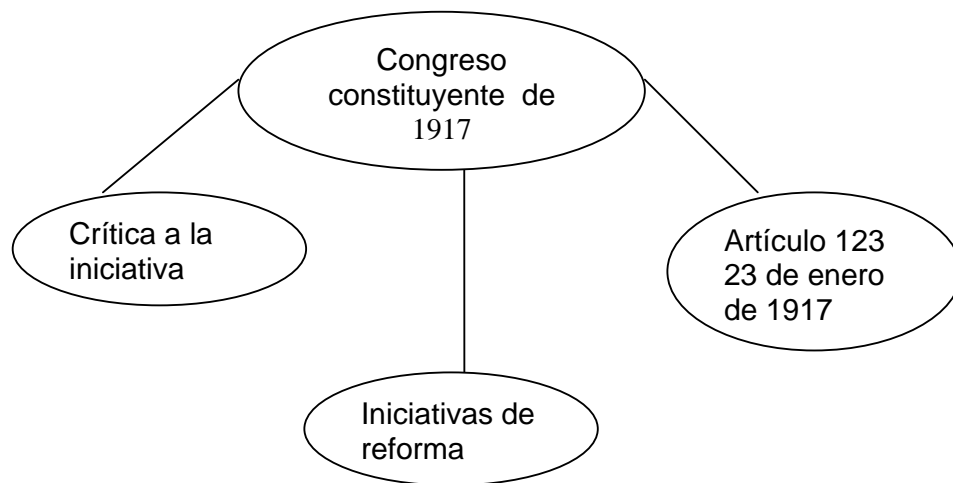 Congreso
constituyente de
1917
Crítica a la
iniciativa
Artículo 123
23 de enero
de 1917
Iniciativas de
reforma